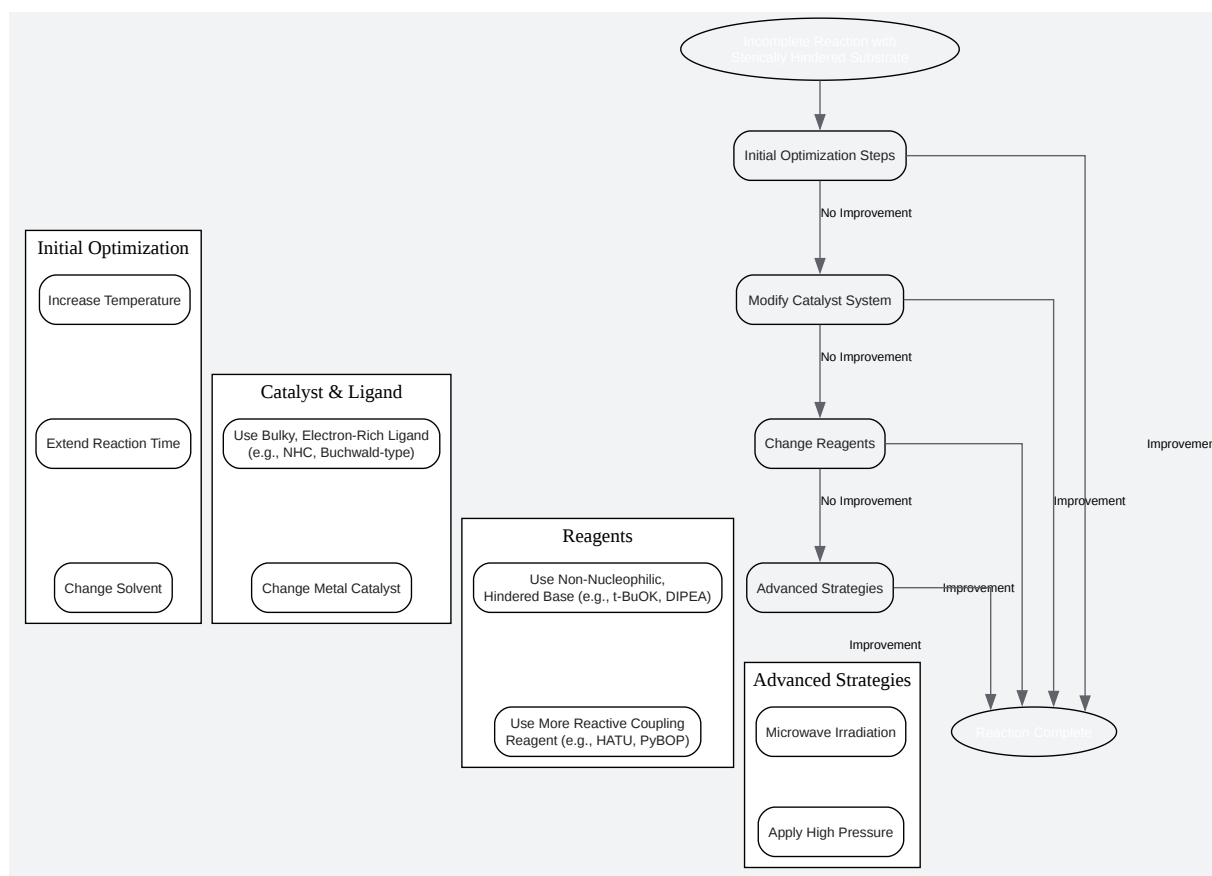 Incomplete Reaction with
Sterically Hindered Substrate
Initial Optimization Steps
No Improvement
Initial Optimization
Increase Temperature
Modify Catalyst System
No Improvement
Catalyst & Ligand
Extend Reaction Time
Use Bulky, Electron-Rich Ligand
(e.g., NHC, Buchwald-type)
Change Reagents
Improvemen
No Improvement
Improvement
Reagents
Change Solvent
Change Metal Catalyst
Use Non-Nucleophilic,
Hindered Base (e.g., t-BuOK, DIPEA)
Advanced Strategies
Improvement
Improvement
Advanced Strategies
Use More Reactive Coupling
Reagent (e.g., HATU, PyBOP)
Microwave Irradiation
Reaction Complete
Apply High Pressure